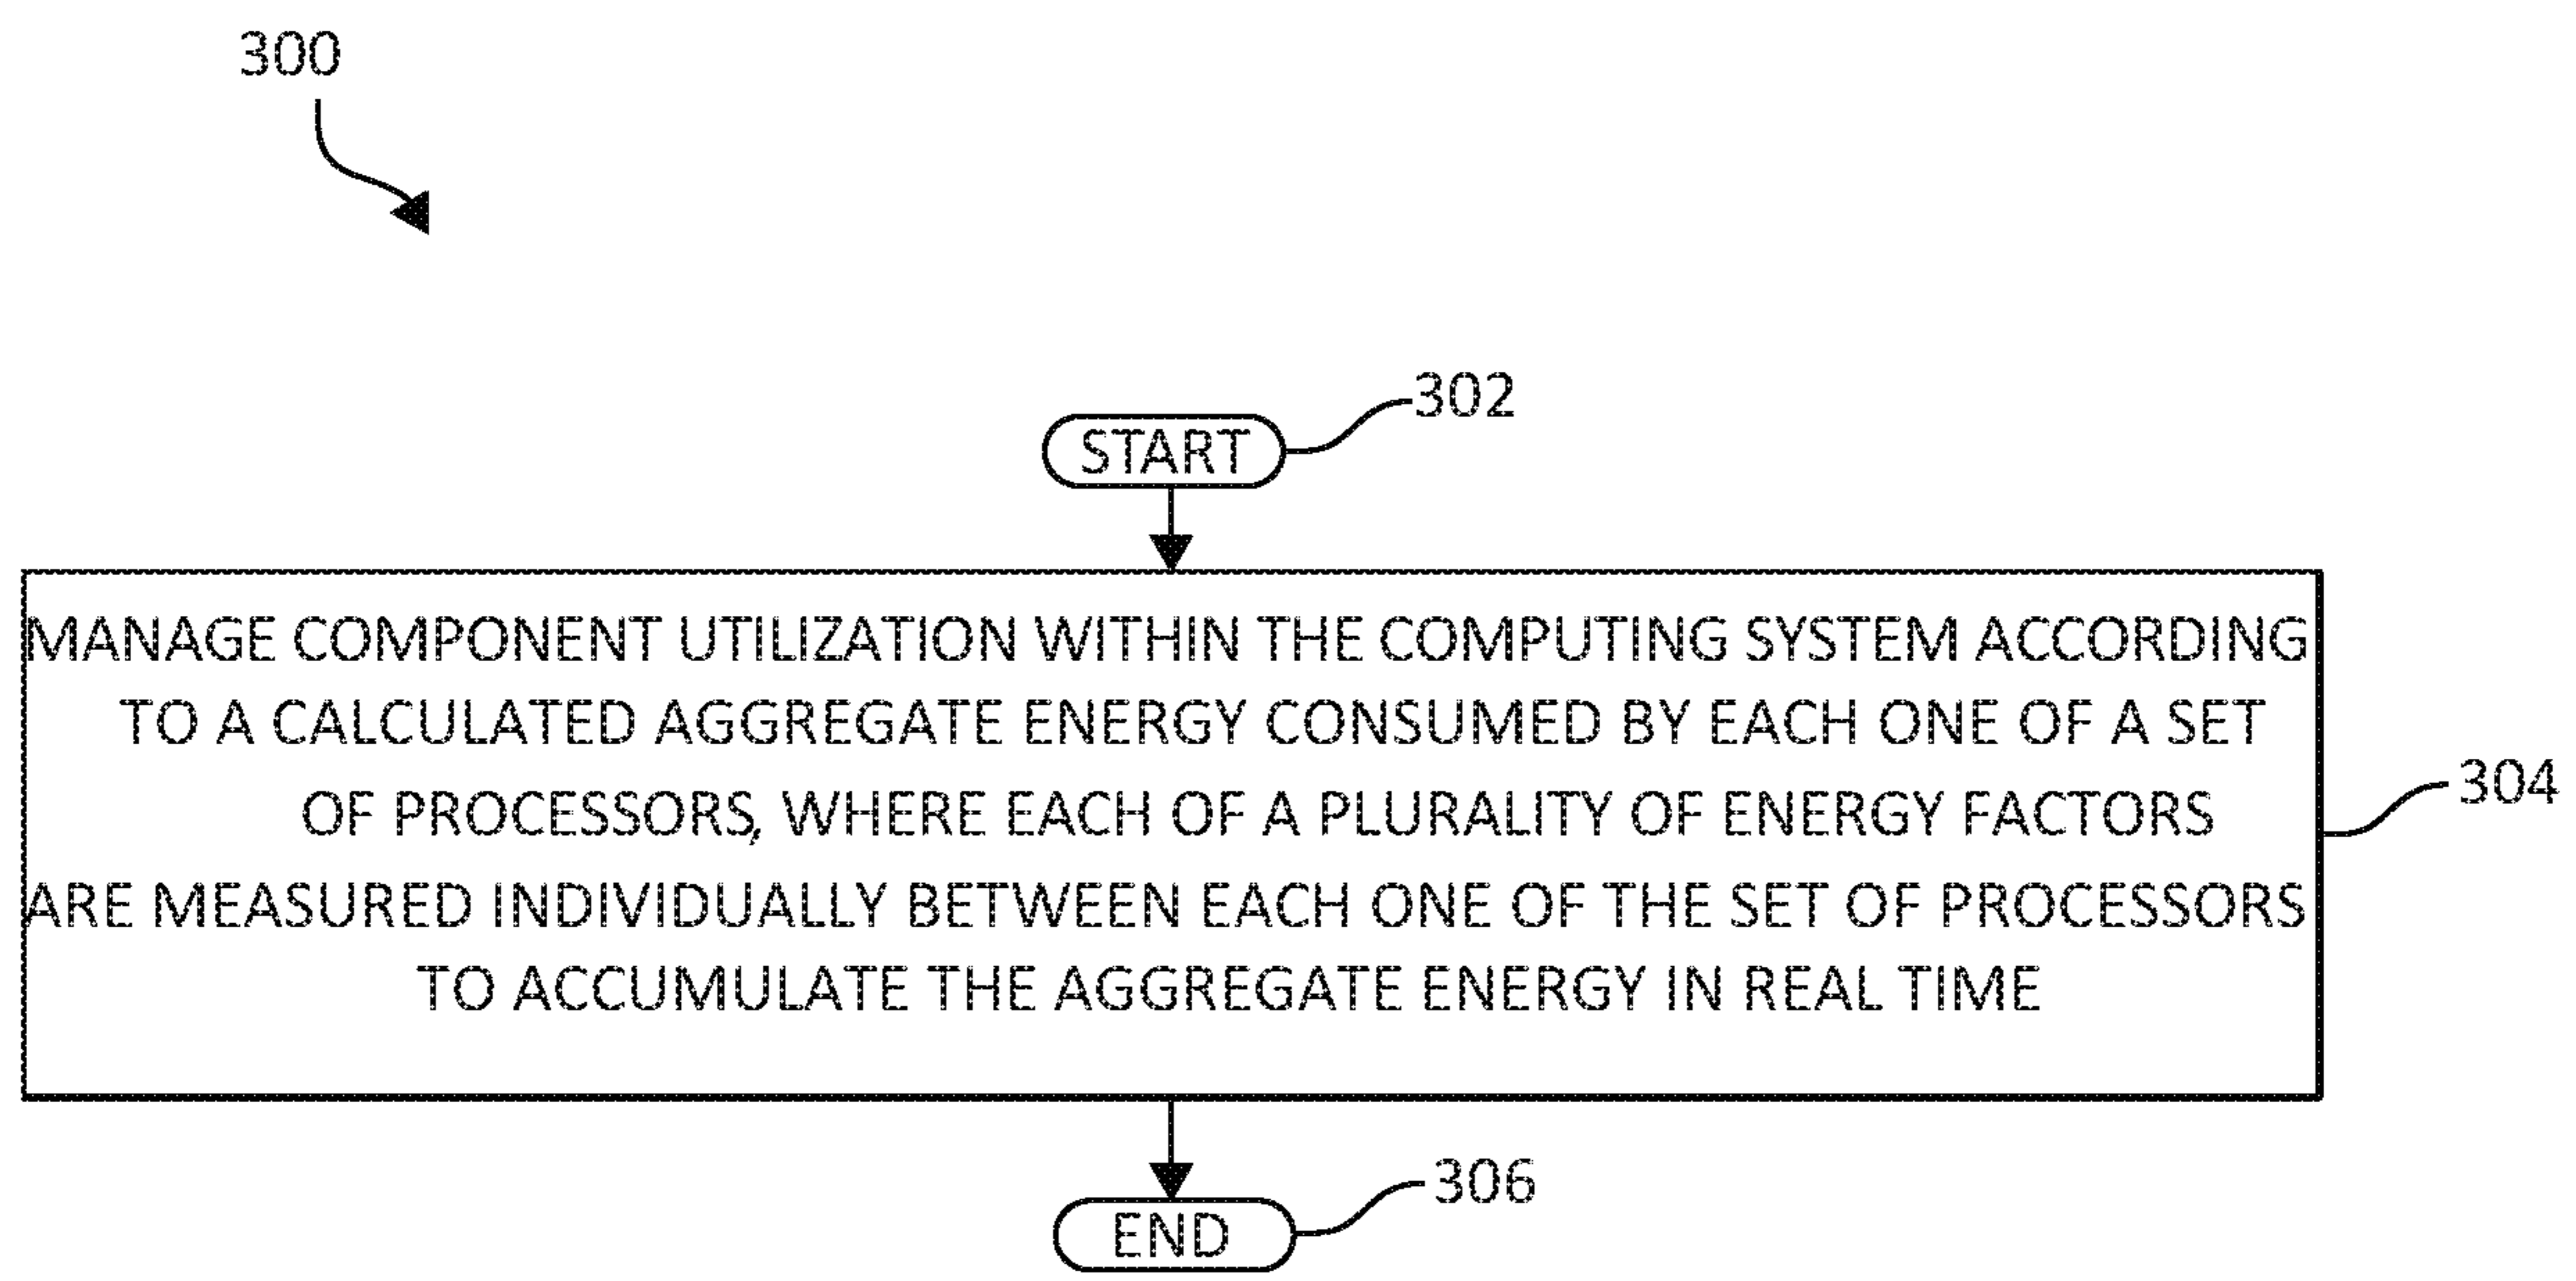 300
302
START
MANAGE COMPONENT UTILIZATION WITHIN THE COMPUTING SYSTEM ACCORDING
TO A CALCULATED AGGREGATE ENERGY CONSUMED BY EACH ONE OF A SET
OF PROCESSORS, WHERE EACH OF A PLURALITY OF ENERGY FACTORS
ARE MEASURED INDIVIDUALLY BETWEEN EACH ONE OF THE SET OF PROCESSORS
TO ACCUMULATE THE AGGREGATE ENERGY IN REAL TIME
304
306
END